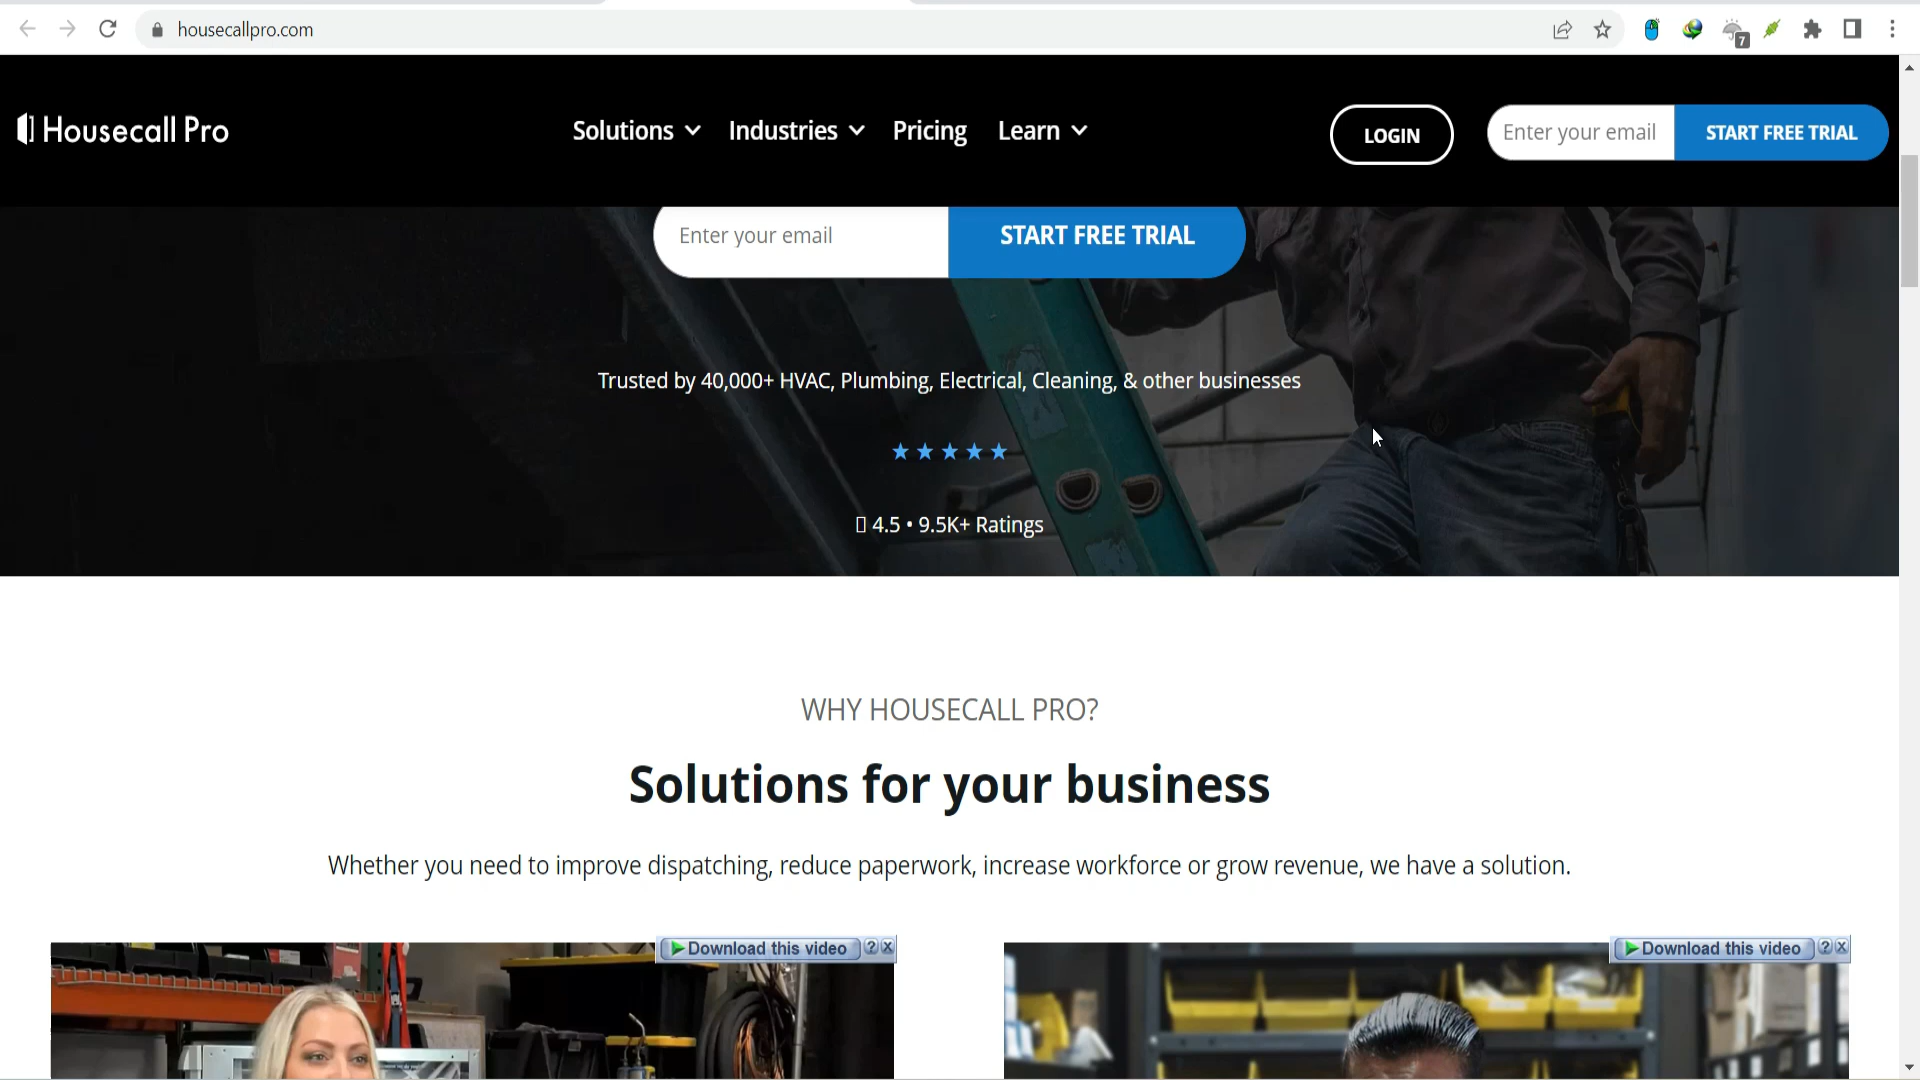 housecallpro.com
7
Housecall Pro
Solutions
Industries
Pricing
Learn
LOGIN
Enter your email
START FREE TRIAL
Enter your email
START FREE TRIAL
Trusted by 40,000+ HVAC, Plumbing, Electrical, Cleaning, & other businesses
4.5 • 9.5K+ Ratings
WHY HOUSECALL PRO?
Solutions for your business
Whether you need to improve dispatching, reduce paperwork, increase workforce or grow revenue, we have a solution.
Download this video ? X
Download this video ? X